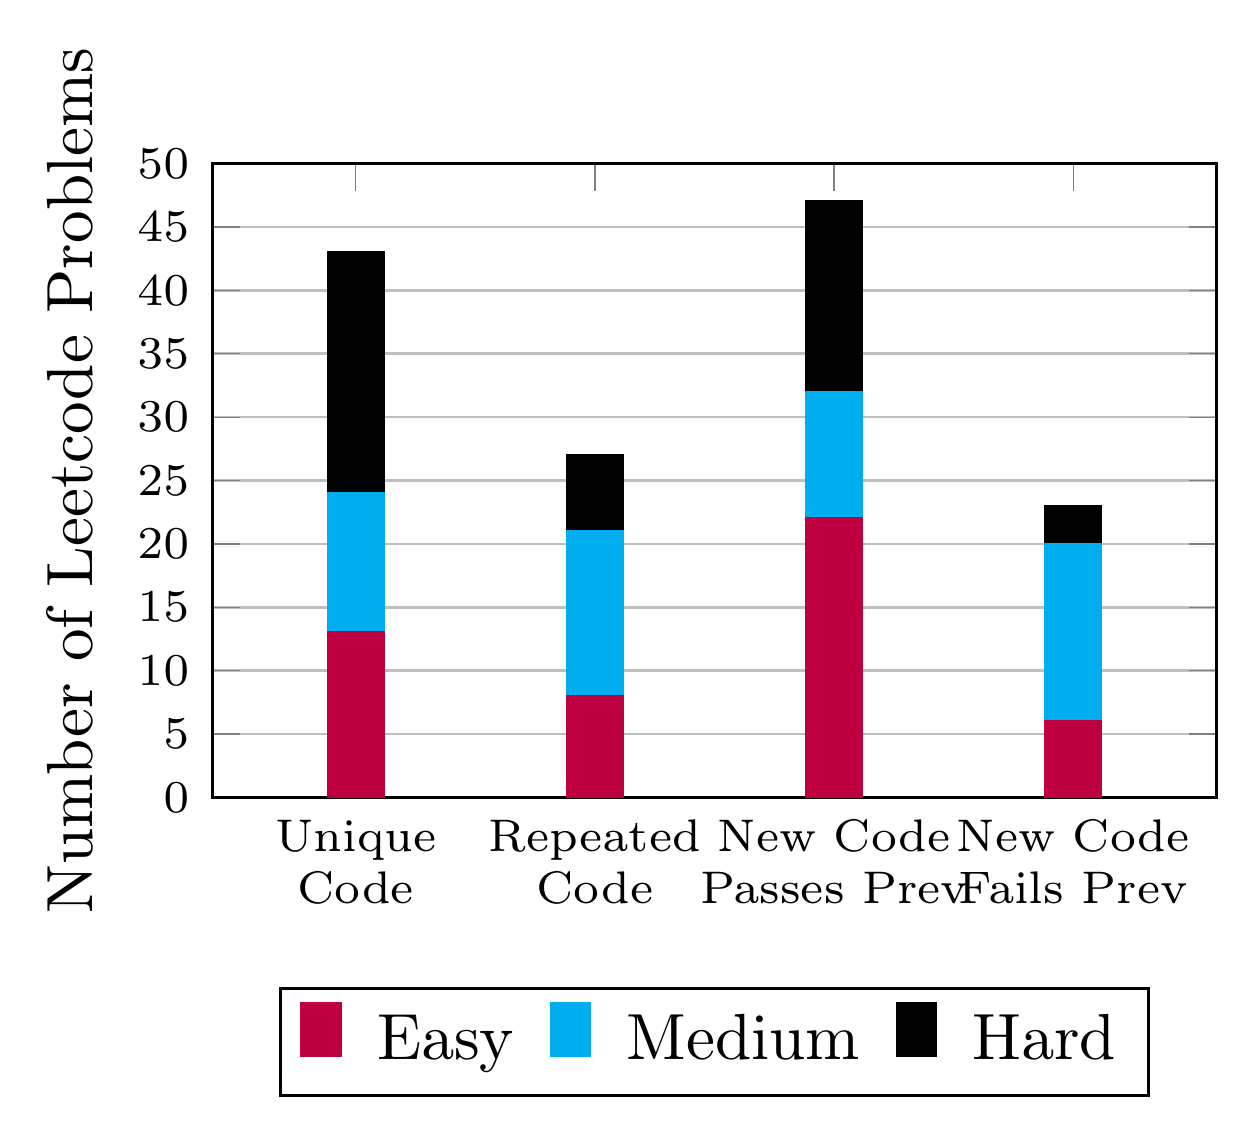 Number of Leetcode Problems
50
45
40
35
30
25
20
15
10
5
0
Unique
Code
Repeated
Code
New Code
Passes Prev
New Code
Fails Prev
Easy
Medium
Hard